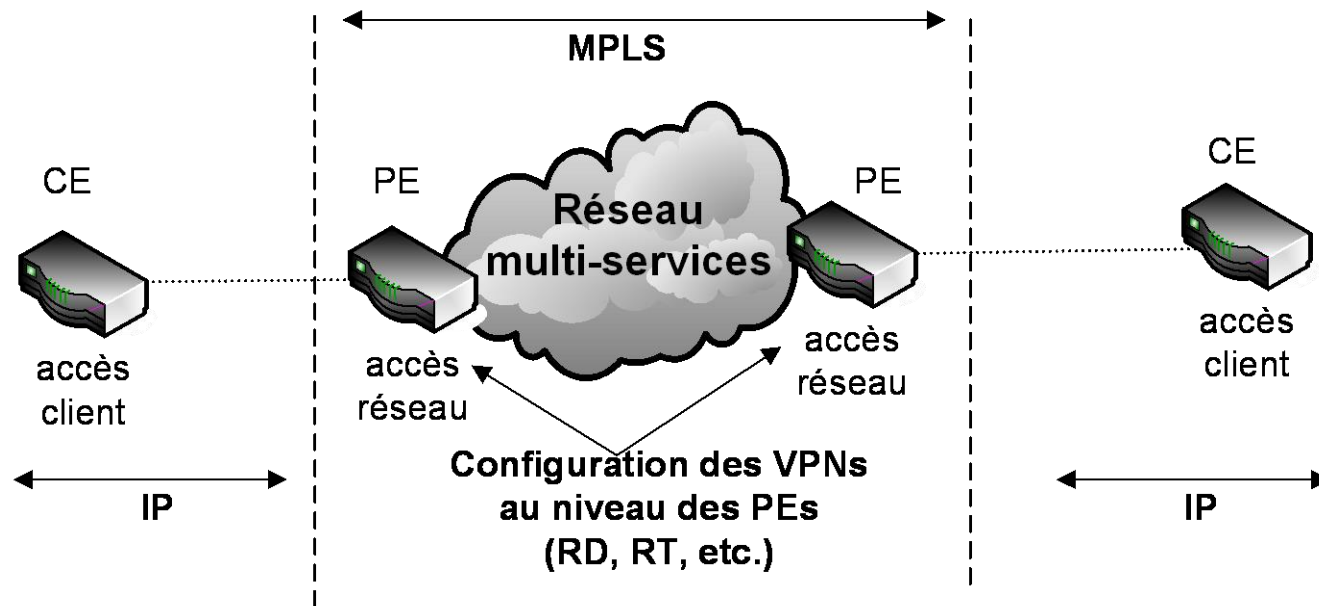 MPLS
CE
PE
Réseau
multi-services
PE
CE
accès
client
accès
réseau
accès
réseau
accès
client
IP
Configuration des VPNs
au niveau des PEs
(RD, RT, etc.)
IP